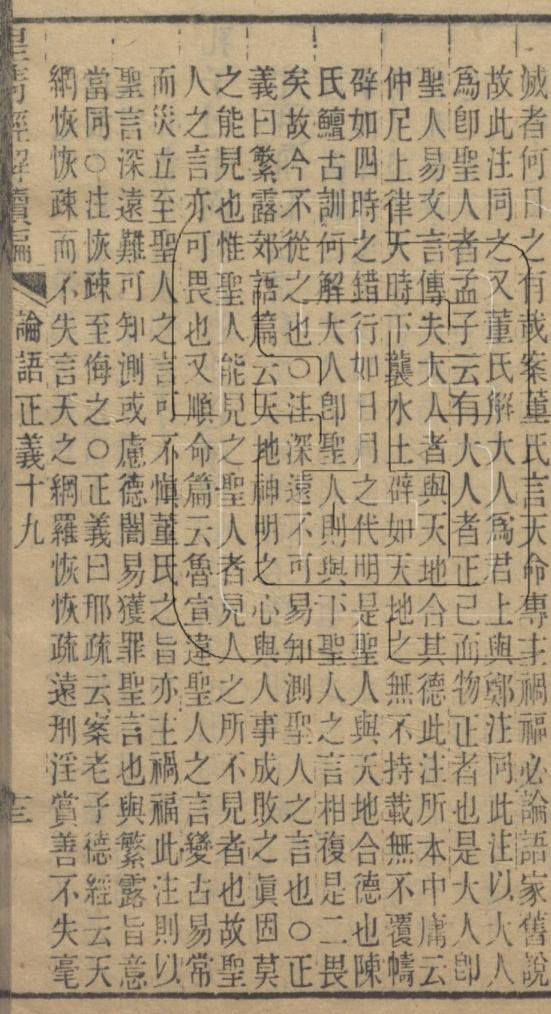 滅者何日之有哉案董氏言天命專主禍福必論語家舊說
故此注同之又董氏解大人爲君上與鄭注同此注以大人
爲卽聖人者孟子云有大人者正已而物正者也是大人卽
聖人易文言傳夫大人者與天地合其德此注所本中庸云
仲尼上律天時下襲水土辟如天地之無不持載無不覆幬
辟如四時之錯行如日月之代明是聖人與天地合德也陳
氏鱣古訓何解大人卽聖人則與下聖人之言相複是二畏
矣故今不從之也○注深遠不可易知測聖人之言也○正
義曰繁露郊語篇云天地神明之心與人事成敗之眞固莫
之能見也惟聖人能見之聖人者見人之所不見者也故聖
人之言亦可畏也又順命篇云魯宣違聖人之言變古易常
而災立至聖人之言可不愼董氏之旨亦主禍福此注則以
聖言深遠難可知測或慮德闇易獲罪聖言也與繁露旨意
當同○注恢疎至侮之○正義曰邢疏云案老子德經云天
網恢恢疎而不失言天之網羅恢恢疏遠刑淫賞善不失毫
皇淸經解續編 論語正義十九 三